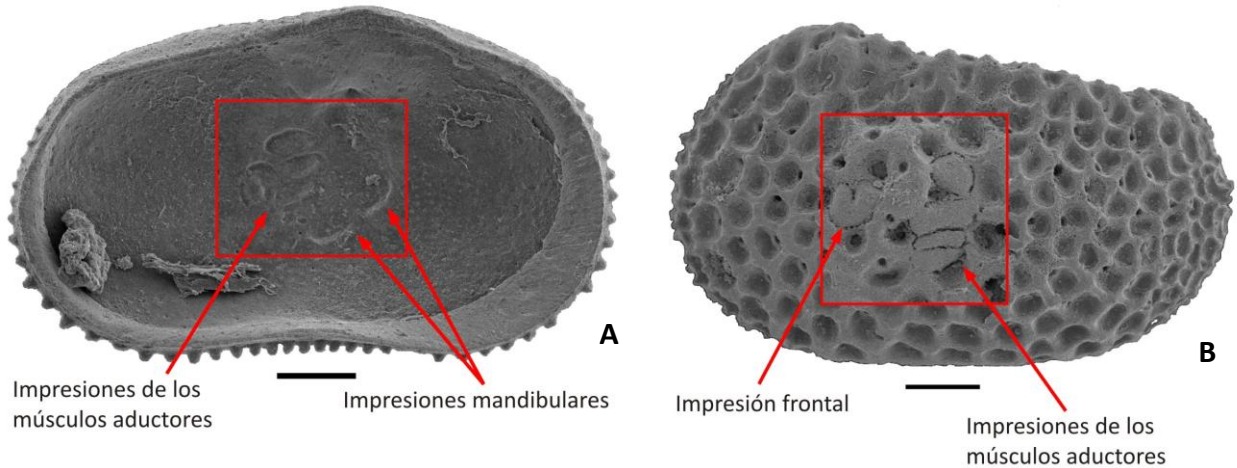 A
B
Impresiones de los
músculos aductores
Impresiones mandibulares
Impresión frontal
Impresiones de los
músculos aductores